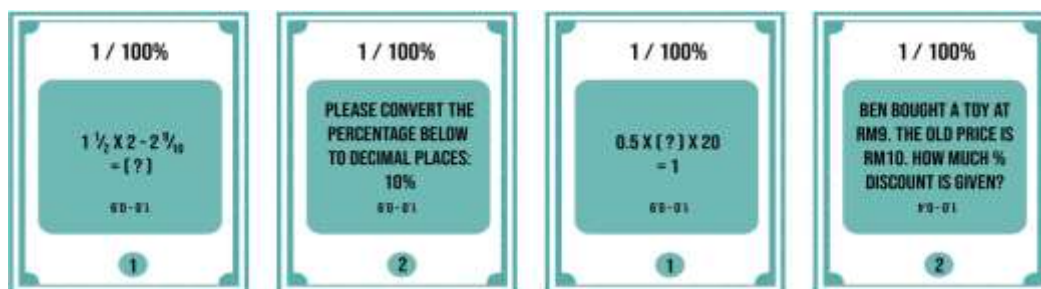 1 / 100%
1 ½ X 2 - 2 ⁹/₁₀
= ( ? )
1
1 / 100%
PLEASE CONVERT THE
PERCENTAGE BELOW
TO DECIMAL PLACES:
10%
2
1 / 100%
0.5 X ( ? ) X 20
= 1
1
1 / 100%
BEN BOUGHT A TOY AT
RM9. THE OLD PRICE IS
RM10. HOW MUCH %
DISCOUNT IS GIVEN?
2